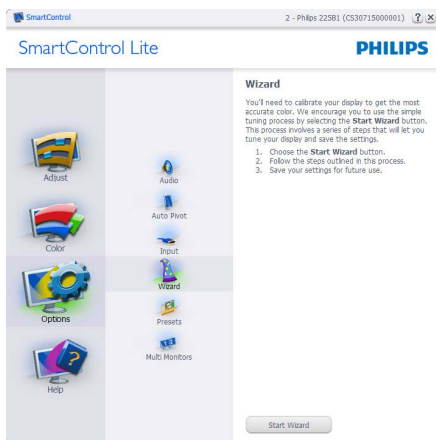 SmartControl
2 - Philips 225B1 (CS30715000001)
? X
SmartControl Lite
PHILIPS
Adjust
Color
Options
Help
Audio
Auto Pivot
Input
Wizard
Presets
Multi Monitors
Wizard
You'll need to calibrate your display to get the most
accurate color. We encourage you to use the simple
tuning process by selecting the Start Wizard button.
This process involves a series of steps that will let you
tune your display and save the settings.
1. Choose the Start Wizard button.
2. Follow the steps outlined in this process.
3. Save your settings for future use.
Start Wizard